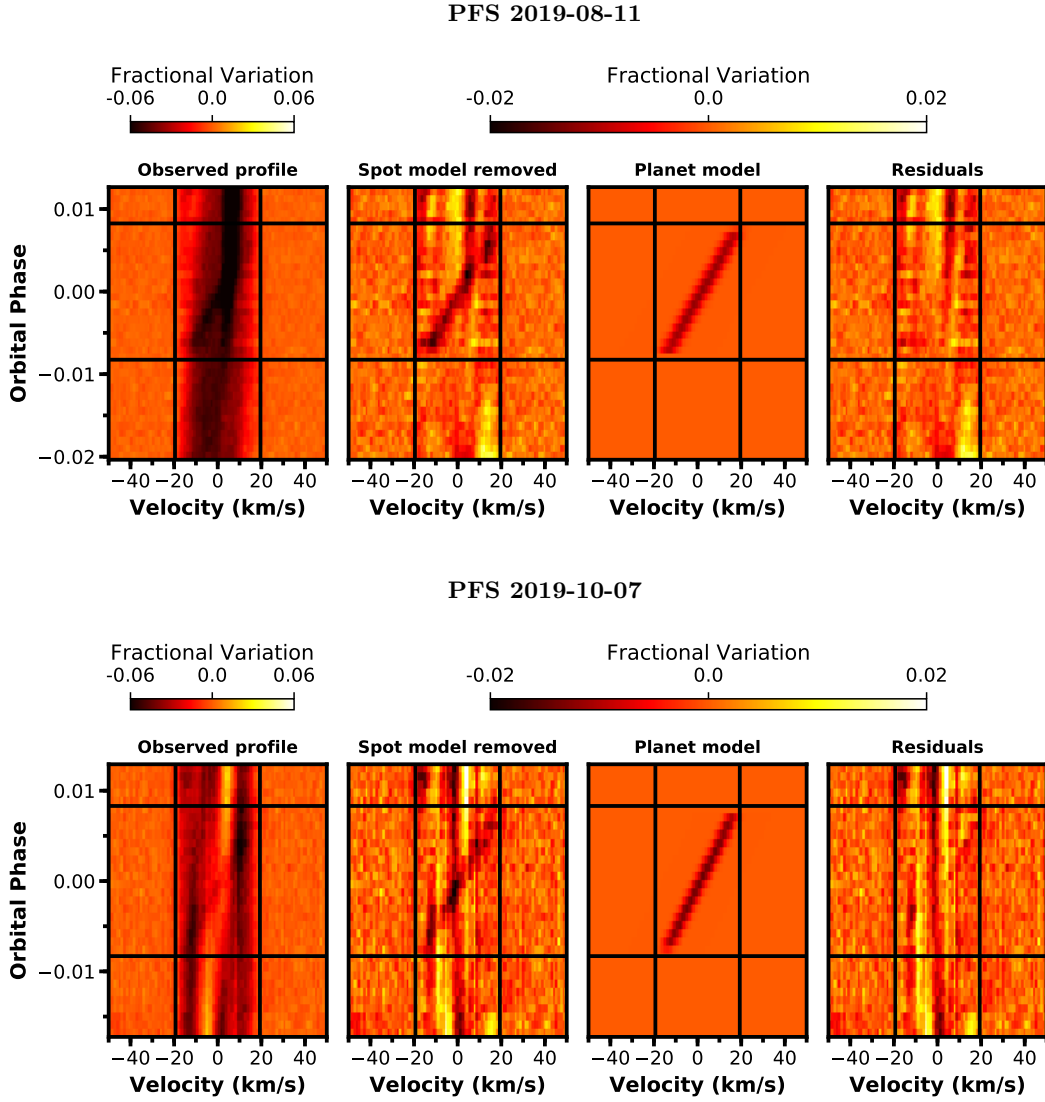 PFS 2019-08-11
Fractional Variation Fractional Variation
-0.06 0.0 0.06 -0.02 0.0 0.02
Observed profile Spot model removed Planet model Residuals
Orbital Phase
0.01
0.00
−0.01
−0.02
−40 −20 0 20 40 −40 −20 0 20 40 −40 −20 0 20 40 −40 −20 0 20 40
Velocity (km/s) Velocity (km/s) Velocity (km/s) Velocity (km/s)
PFS 2019-10-07
Fractional Variation Fractional Variation
-0.06 0.0 0.06 -0.02 0.0 0.02
Observed profile Spot model removed Planet model Residuals
Orbital Phase
0.01
0.00
−0.01
−40 −20 0 20 40 −40 −20 0 20 40 −40 −20 0 20 40 −40 −20 0 20 40
Velocity (km/s) Velocity (km/s) Velocity (km/s) Velocity (km/s)